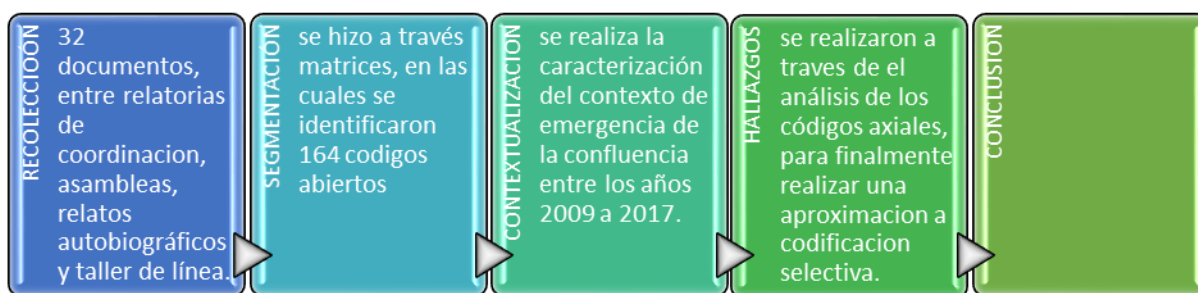 RECOLECCIOÓN
32
documentos,
entre relatorias
de
coordinacion,
asambleas,
relatos
autobiográficos
y taller de línea.
SEGMENTACIÓN
se hizo a través
matrices, en las
cuales se
identificaron
164 codigos
abiertos
CONTEXTUALIZACION
se realiza la
caracterización
del contexto de
emergencia de
la confluencia
entre los años
2009 a 2017.
HALLAZGOS
se realizaron a
traves de el
análisis de los
códigos axiales,
para finalmente
realizar una
aproximacion a
codificacion
selectiva.
CONCLUSION